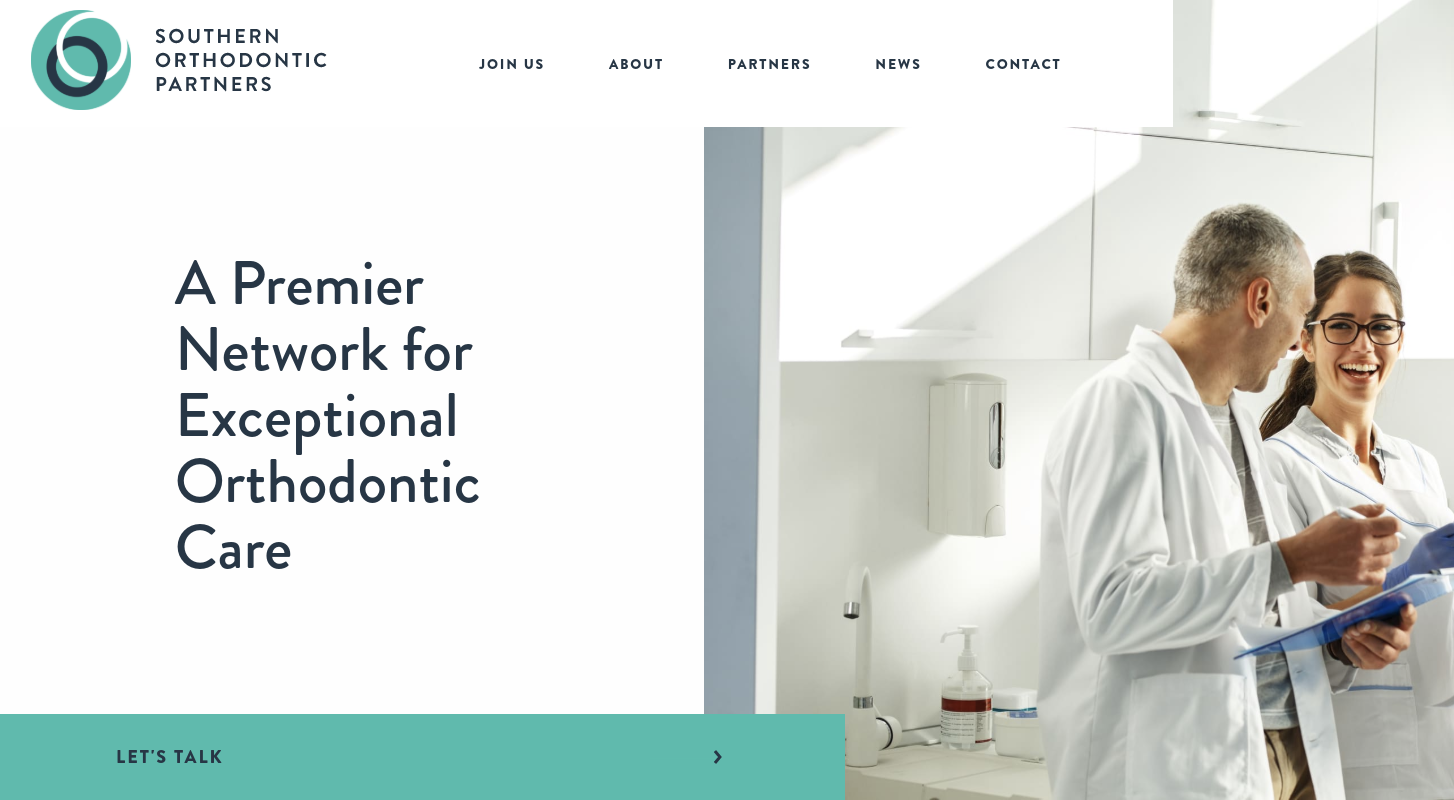 SOUTHERN
ORTHODONTIC
PARTNERS
JOIN US
ABOUT
PARTNERS
NEWS
CONTACT
A Premier
Network for
Exceptional
Orthodontic
Care
LET'S TALK